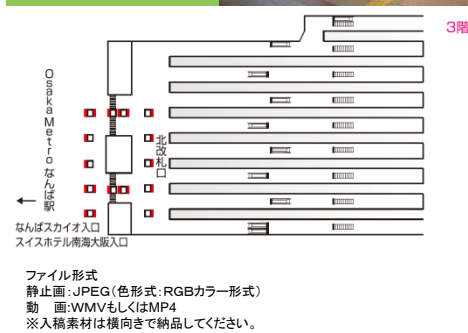 3階
Osaka Metro なんば駅
北改札口
なんばスカイオ入口
スイスホテル南海大阪入口
ファイル形式
静止画：JPEG（色形式：RGBカラー形式）
動　画：WMVもしくはMP4
※入稿素材は横向きで納品してください。